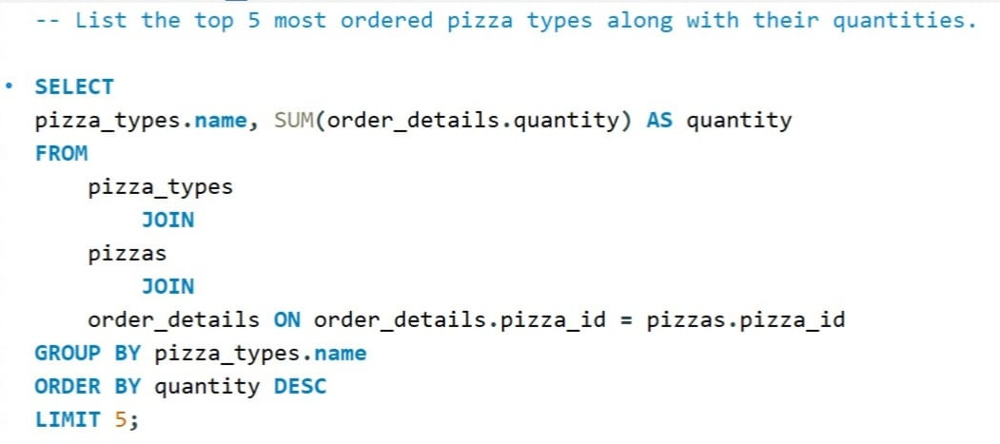 -- List the top 5 most ordered pizza types along with their quantities.
SELECT
pizza_types.name, SUM(order_details.quantity) AS quantity
FROM
pizza_types
JOIN
pizzas
JOIN
order_details ON order_details.pizza_id = pizzas.pizza_id
GROUP BY pizza_types.name
ORDER BY quantity DESC
LIMIT 5;